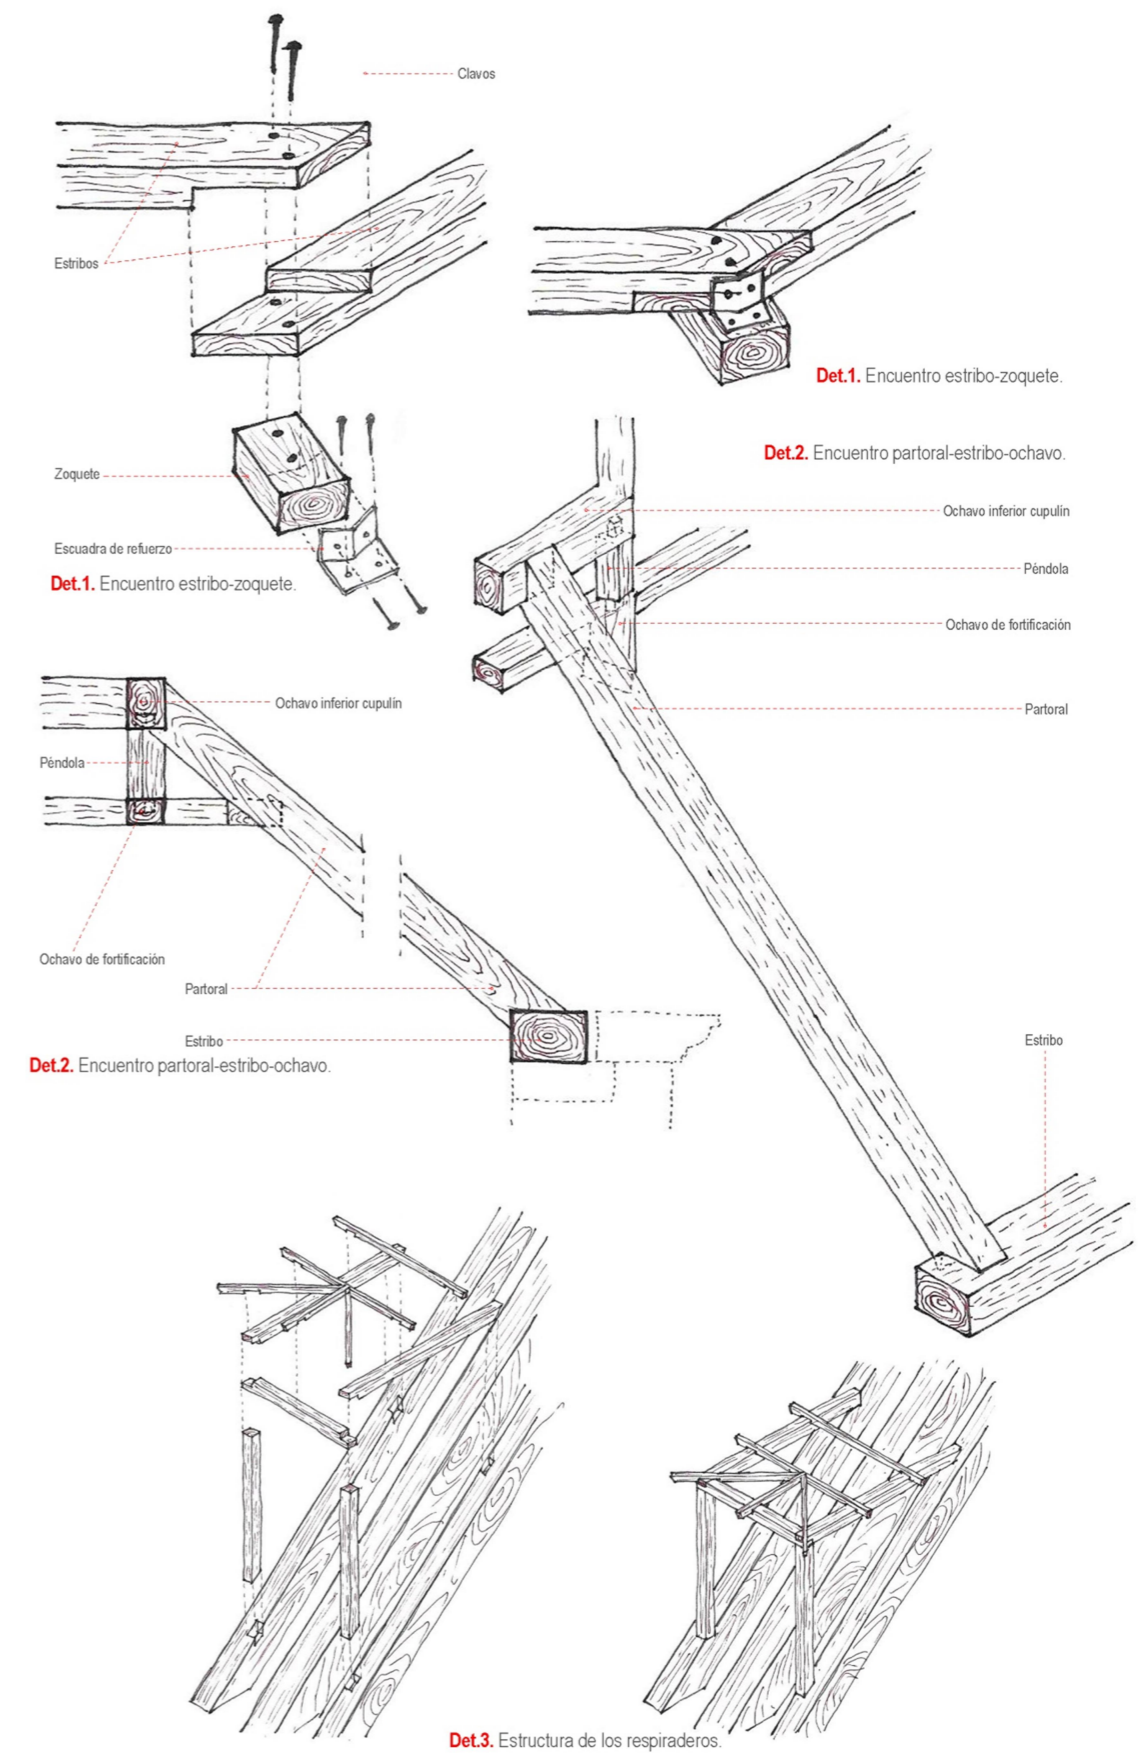 Clavos
Estribos
Det.1. Encuentro estribo-zoquete.
Zoquete
Escuadra de refuerzo
Det.1. Encuentro estribo-zoquete.
Det.2. Encuentro partoral-estribo-ochavo.
Ochavo inferior cupulín
Péndola
Ochavo de fortificación
Partoral
Estribo
Ochavo inferior cupulín
Péndola
Ochavo de fortificación
Partoral
Estribo
Det.2. Encuentro partoral-estribo-ochavo.
Det.3. Estructura de los respiraderos.